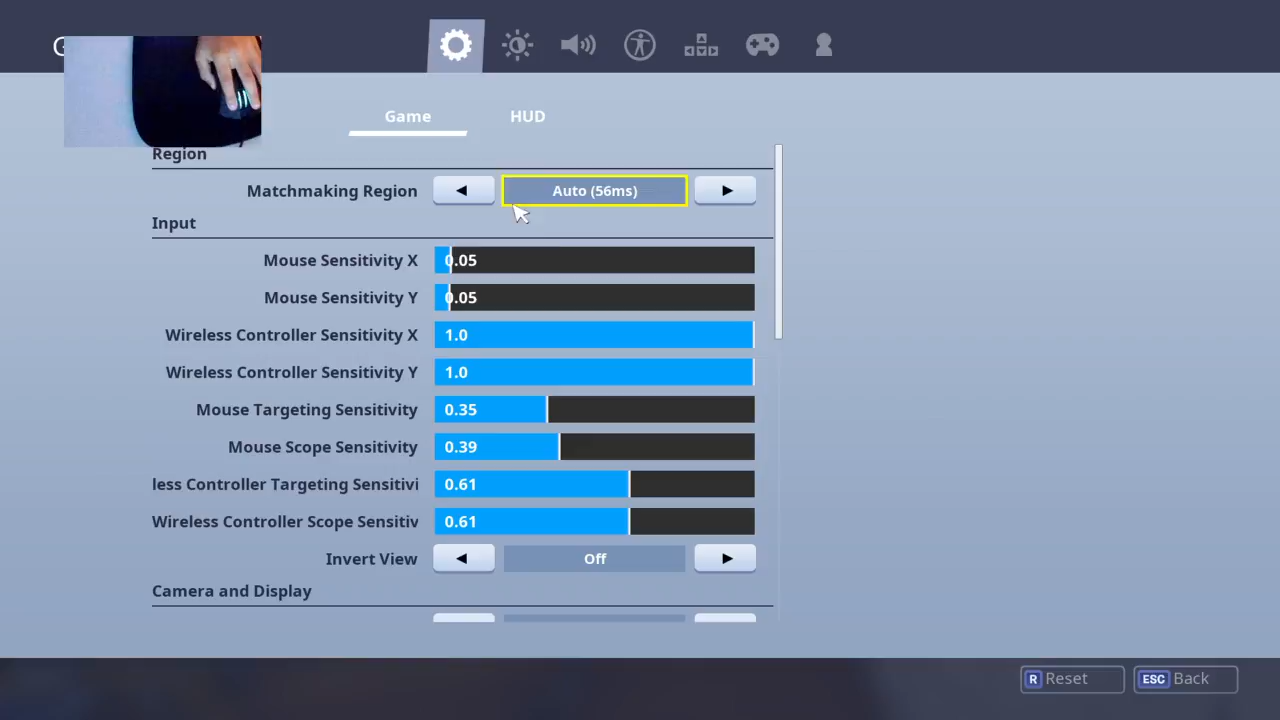 G
Game HUD
Region
Matchmaking Region ◄ Auto (56ms) ►
Input
Mouse Sensitivity X 0.05
Mouse Sensitivity Y 0.05
Wireless Controller Sensitivity X 1.0
Wireless Controller Sensitivity Y 1.0
Mouse Targeting Sensitivity 0.35
Mouse Scope Sensitivity 0.39
less Controller Targeting Sensitivi 0.61
Wireless Controller Scope Sensitiv 0.61
Invert View ◄ Off ►
Camera and Display
R Reset ESC Back